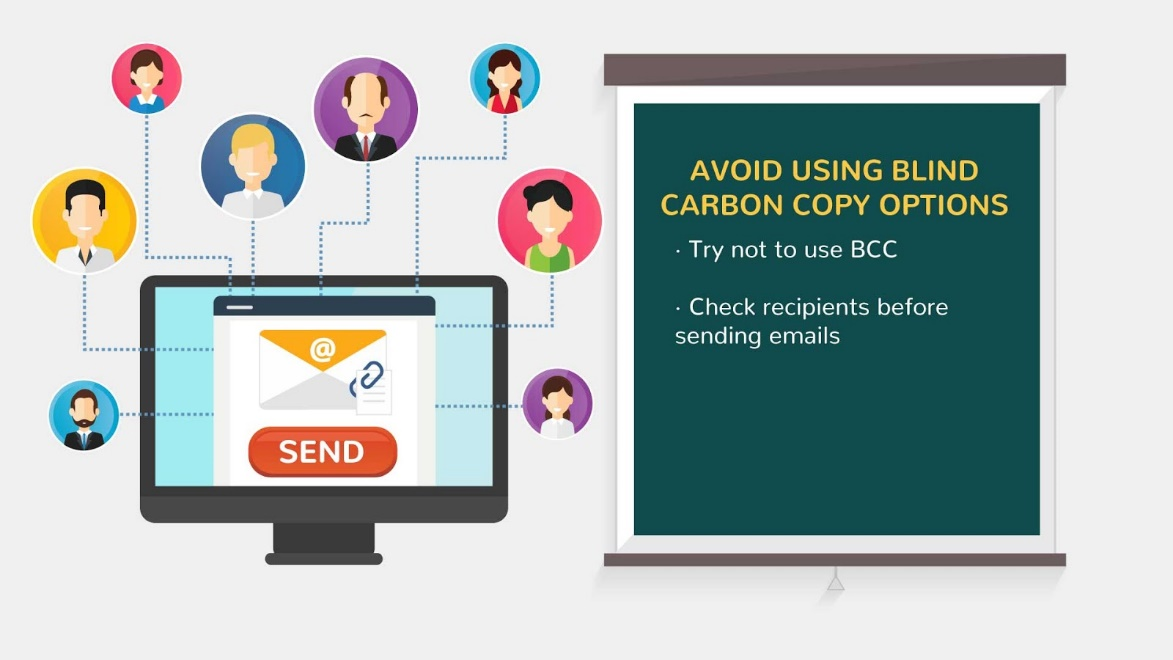 @
SEND
AVOID USING BLIND
CARBON COPY OPTIONS
· Try not to use BCC
· Check recipients before
sending emails